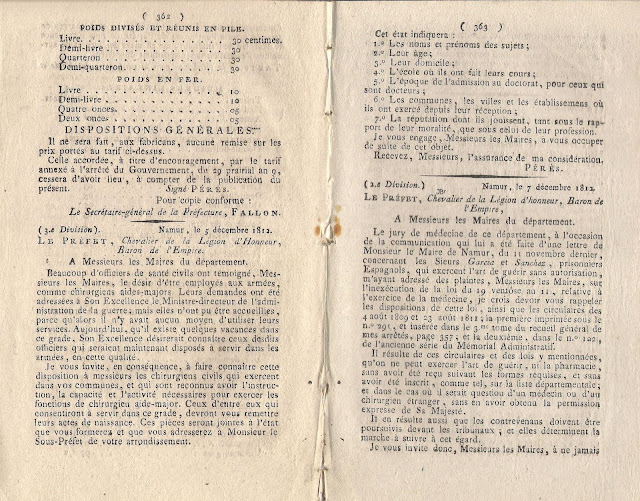 ( 362 )
POIDS DIVISÉS ET RÉUNIS EN PILE.
Livre. . . . . . . . . . . . . . . 30 centimes.
Demi-livre . . . . . . . . . . . . 30
Quarteron . . . . . . . . . . . . 30
Demi-quarteron. . . . . . . . . . 30
POIDS EN FER.
Livre . . . . . . . . . . . . . . 10
Demi-livre . . . . . . . . . . . . 10
Quatre onces. . . . . . . . . . . 05
Deux onces . . . . . . . . . . . 05
DISPOSITIONS GÉNÉRALES.
Il ne sera fait, aux fabricans, aucune remise sur les
prix portés au tarif ci-dessus.
Celle accordée, à titre d'encouragement, par le tarif
annexé à l'arrêté du Gouvernement, du 29 prairial an 9,
cessera d'avoir lieu, à compter de la publication du
présent. Signé PÉRÈS.
Pour copie conforme :
Le Secrétaire-général de la Préfecture, FALLON.
(3.e Division). Namur, le 5 décembre 1812.
LE PRÉFET, Chevalier de la Légion d'Honneur,
Baron de l'Empire.
A Messieurs les Maires du département.
Beaucoup d'officiers de santé civils ont témoigné, Mes-
sieurs les Maires, le désir d'être employés aux armées,
comme chirurgiens aides-majors. Leurs demandes ont été
adressées à Son Excellence le Ministre-directeur de l'admi-
nistration de la guerre; mais elles n'ont pu être accueillies,
parce qu'alors il n'y avait aucun moyen d'utiliser leurs
services. Aujourd'hui, qu'il existe quelques vacances dans
ce grade, Son Excellence désirerait connaître ceux desdits
officiers qui seraient maintenant disposés à servir dans les
armées, en cette qualité.
Je vous invite, en conséquence, à faire connaître cette
disposition à messieurs les chirurgiens civils qui exercent
dans vos communes, et qui sont reconnus avoir l'instruc-
tion, la capacité et l'activité nécessaires pour exercer les
fonctions de chirurgien aide-major. Ceux d'entre eux qui
consentiront à servir dans ce grade, devront vous remettre
leurs actes de naissance. Ces pièces seront jointes à l'état
que vous formerez et que vous adresserez à Monsieur le
Sous-Préfet de votre arrondissement.
( 363 )
Cet état indiquera :
1.o Les noms et prénoms des sujets ;
2.o Leur âge ;
3.o Leur domicile ;
4.o L'école où ils ont fait leurs cours ;
5.o L'époque de l'admission au doctorat, pour ceux qui
sont docteurs ;
6.o Les communes, les villes et les établissemens où
ils ont exercé depuis leur réception ;
7.o La réputation dont ils jouissent, tant sous le rap-
port de leur moralité, que sous celui de leur profession.
Je vous engage, Messieurs les Maires, a vous occuper
de suite de cet objet.
Recevez, Messieurs, l'assurance de ma considération.
PÉRÈS.
(2.e Division.) Namur, le 7 décembre 1812.
LE PRÉFET, Chevalier de la Légion d'honneur, Baron de
l'Empire,
A Messieurs les Maires du département.
Le jury de médecine de ce département, à l'occasion
de la communication qui lui a été faite d'une lettre de
Monsieur le Maire de Namur, du 11 novembre dernier,
concernant les Sieurs Garcia et Sanchez, prisonniers
Espagnols, qui exercent l'art de guérir sans autorisation,
m'ayant adressé des plaintes, Messieurs les Maires, sur
l'inexécution de la loi du 19 ventôse an 11, relative à
l'exercice de la médecine, je crois devoir vous rappeler
les dispositions de cette loi, ainsi que les circulaires des
4 août 1809 et 23 août 1811; la première imprimée sous le
n.o 291, et insérée dans le 5.me tome du recueil général de
mes arrêtés, page 357; et la deuxième, dans le n.o 129,
de l'ancienne série du Mémorial Administratif.
Il résulte de ces circulaires et des lois y mentionnées,
qu'on ne peut exercer l'art de guérir, ni la pharmacie,
sans avoir été reçu suivant les formes requises, et sans
avoir été inscrit, comme tel, sur la liste départementale;
et dans le cas où il serait question d'un médecin ou d'un
chirurgien étranger, sans en avoir obtenu la permission
expresse de Sa Majesté.
Il en résulte aussi que les contrevenans doivent être
poursuivis devant les tribunaux; et elles déterminent la
marche à suivre à cet égard.
Je vous invite donc, Messieurs les Maires, à ne jamais